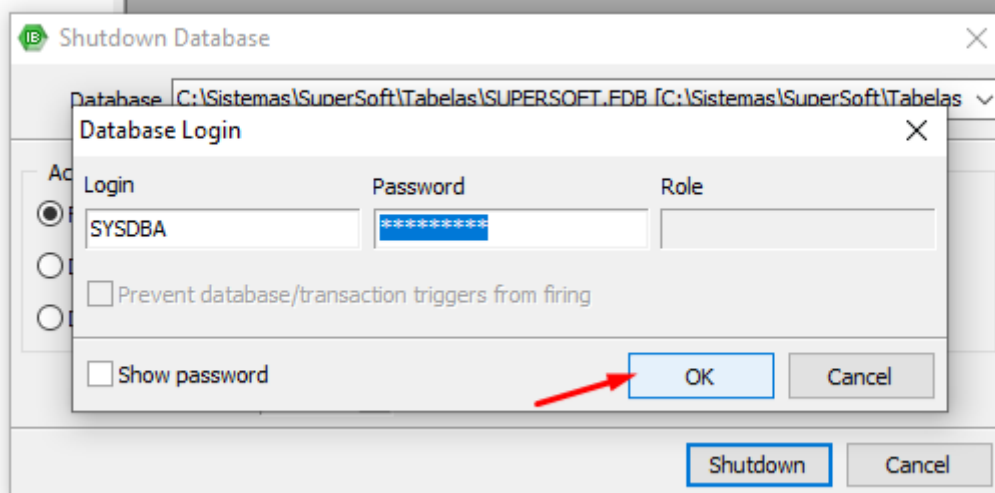 IB Shutdown Database
Database C:\Sistemas\SuperSoft\Tabelas\SUPERSOFT.FDB [C:\Sistemas\SuperSoft\Tabelas
Database Login
Login Password Role
SYSDBA *********
Prevent database/transaction triggers from firing
Show password OK Cancel
Shutdown Cancel